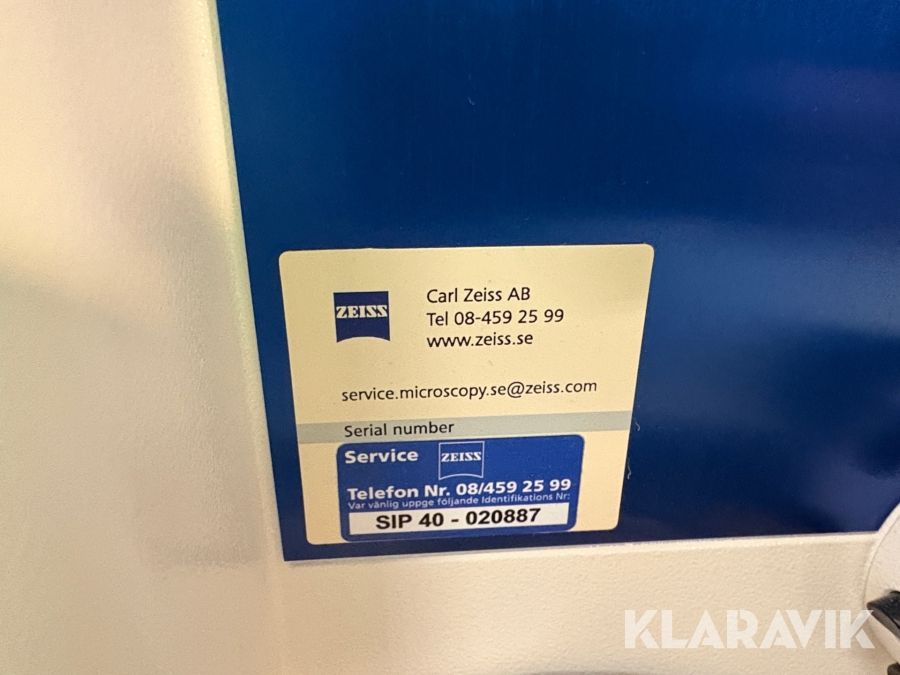 ZEISS
Carl Zeiss AB
Tel 08-459 25 99
www.zeiss.se
service.microscopy.se@zeiss.com
Serial number
Service ZEISS
Telefon Nr. 08/459 25 99
Var vänlig uppge följande Identifikations Nr:
SIP 40 - 020887
KLARAVIK